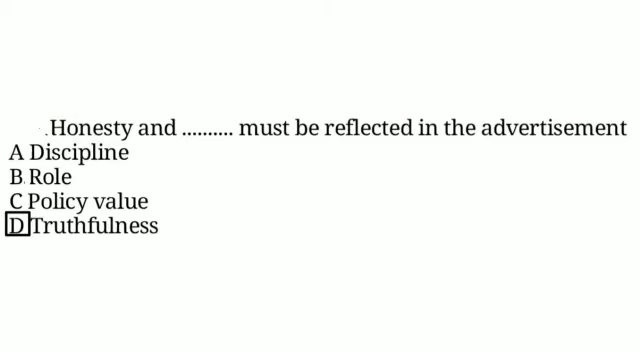 .Honesty and .......... must be reflected in the advertisement
A Discipline
B. Role
C Policy value
D Truthfulness